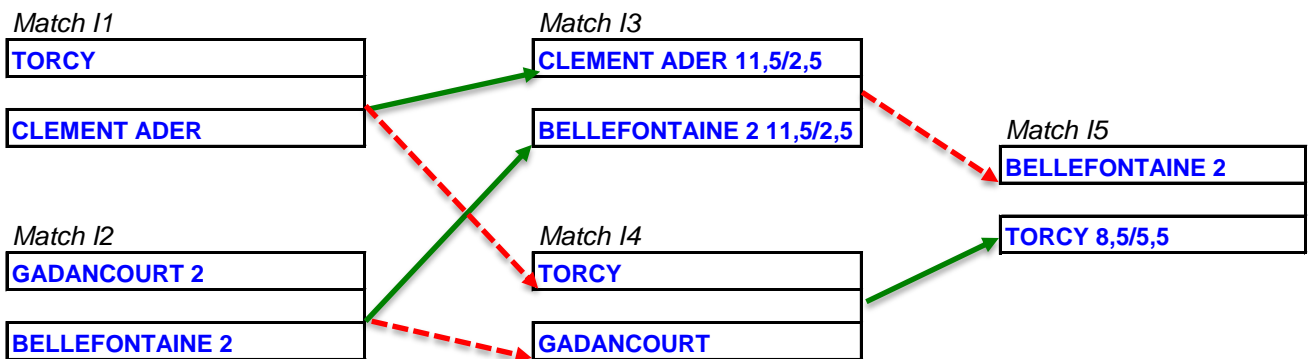 Match I1
TORCY
CLEMENT ADER
Match I2
GADANCOURT 2
BELLEFONTAINE 2
Match I3
CLEMENT ADER 11,5/2,5
BELLEFONTAINE 2 11,5/2,5
Match I4
TORCY
GADANCOURT
Match I5
BELLEFONTAINE 2
TORCY 8,5/5,5